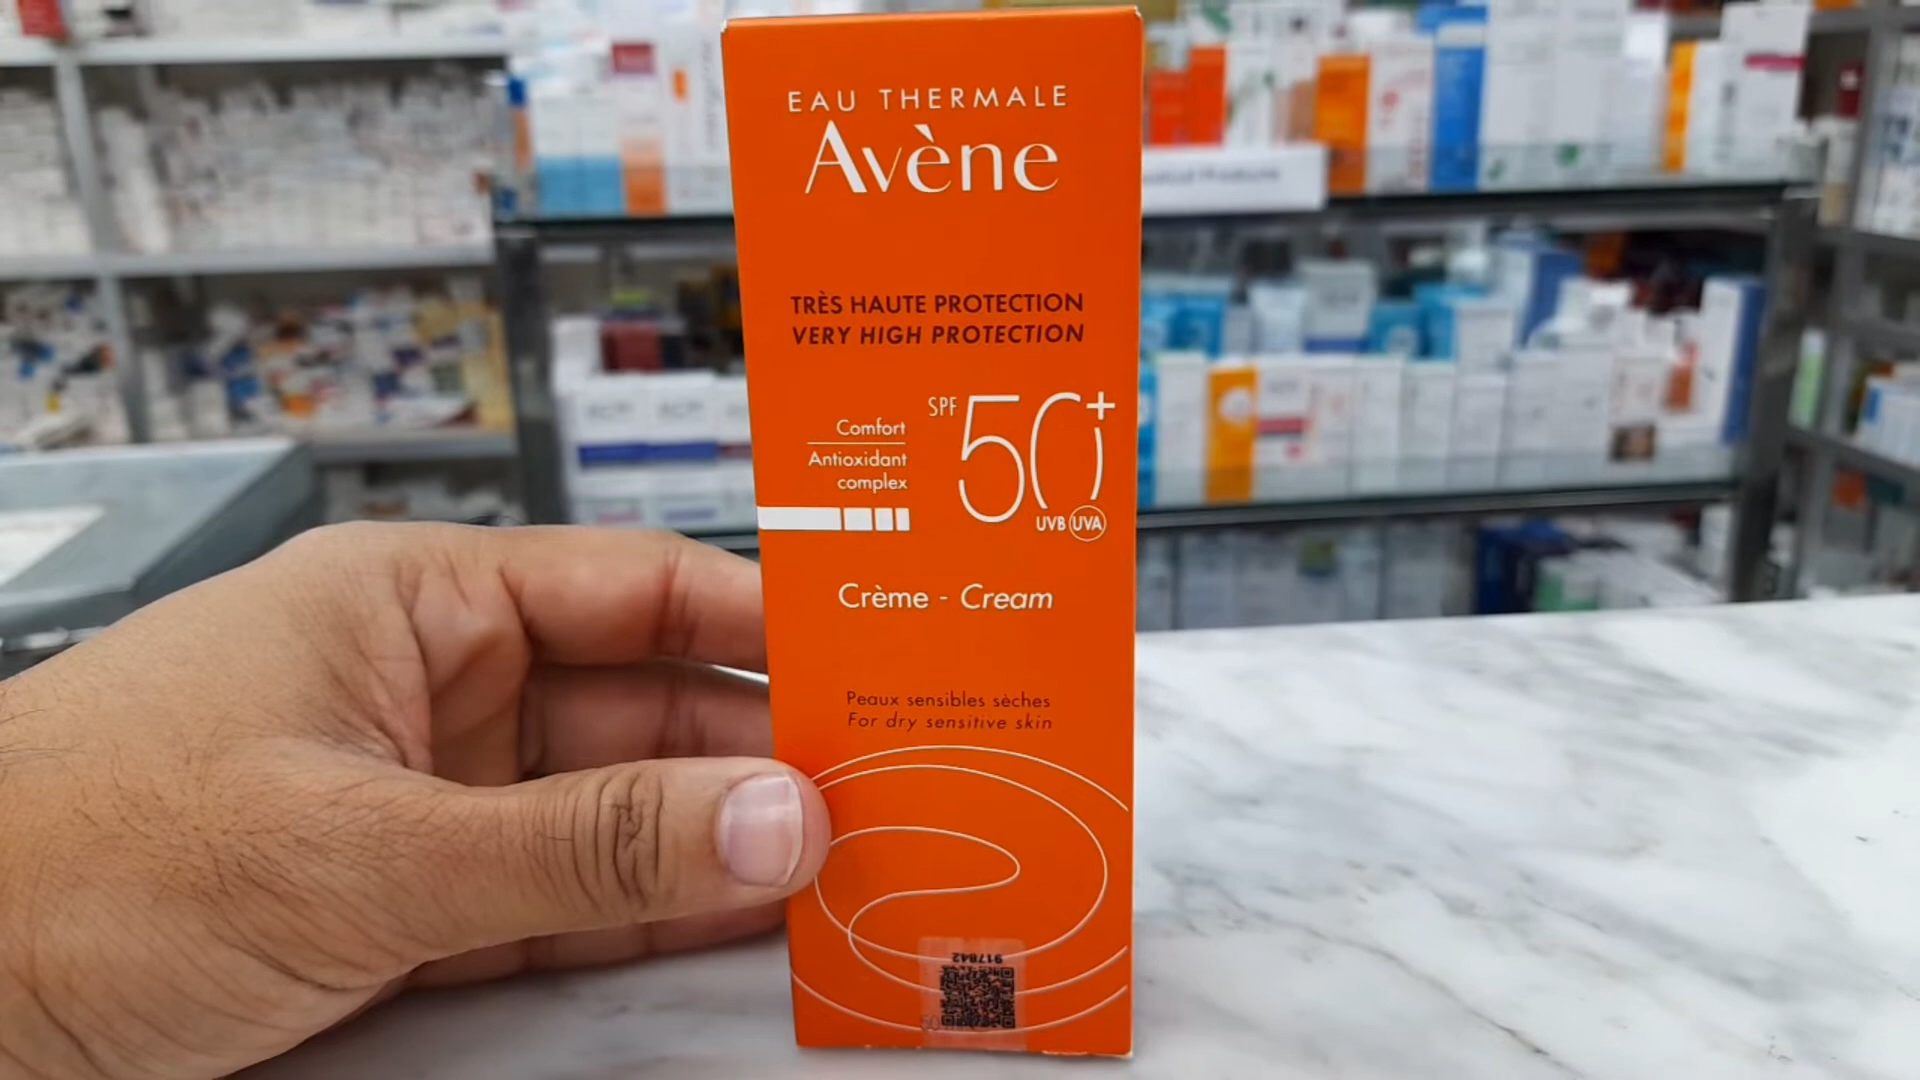 EAU THERMALE
Avène
TRÈS HAUTE PROTECTION
VERY HIGH PROTECTION
Comfort
Antioxidant
complex
SPF 50+
UVB UVA
Crème - Cream
Peaux sensibles sèches
For dry sensitive skin
917842